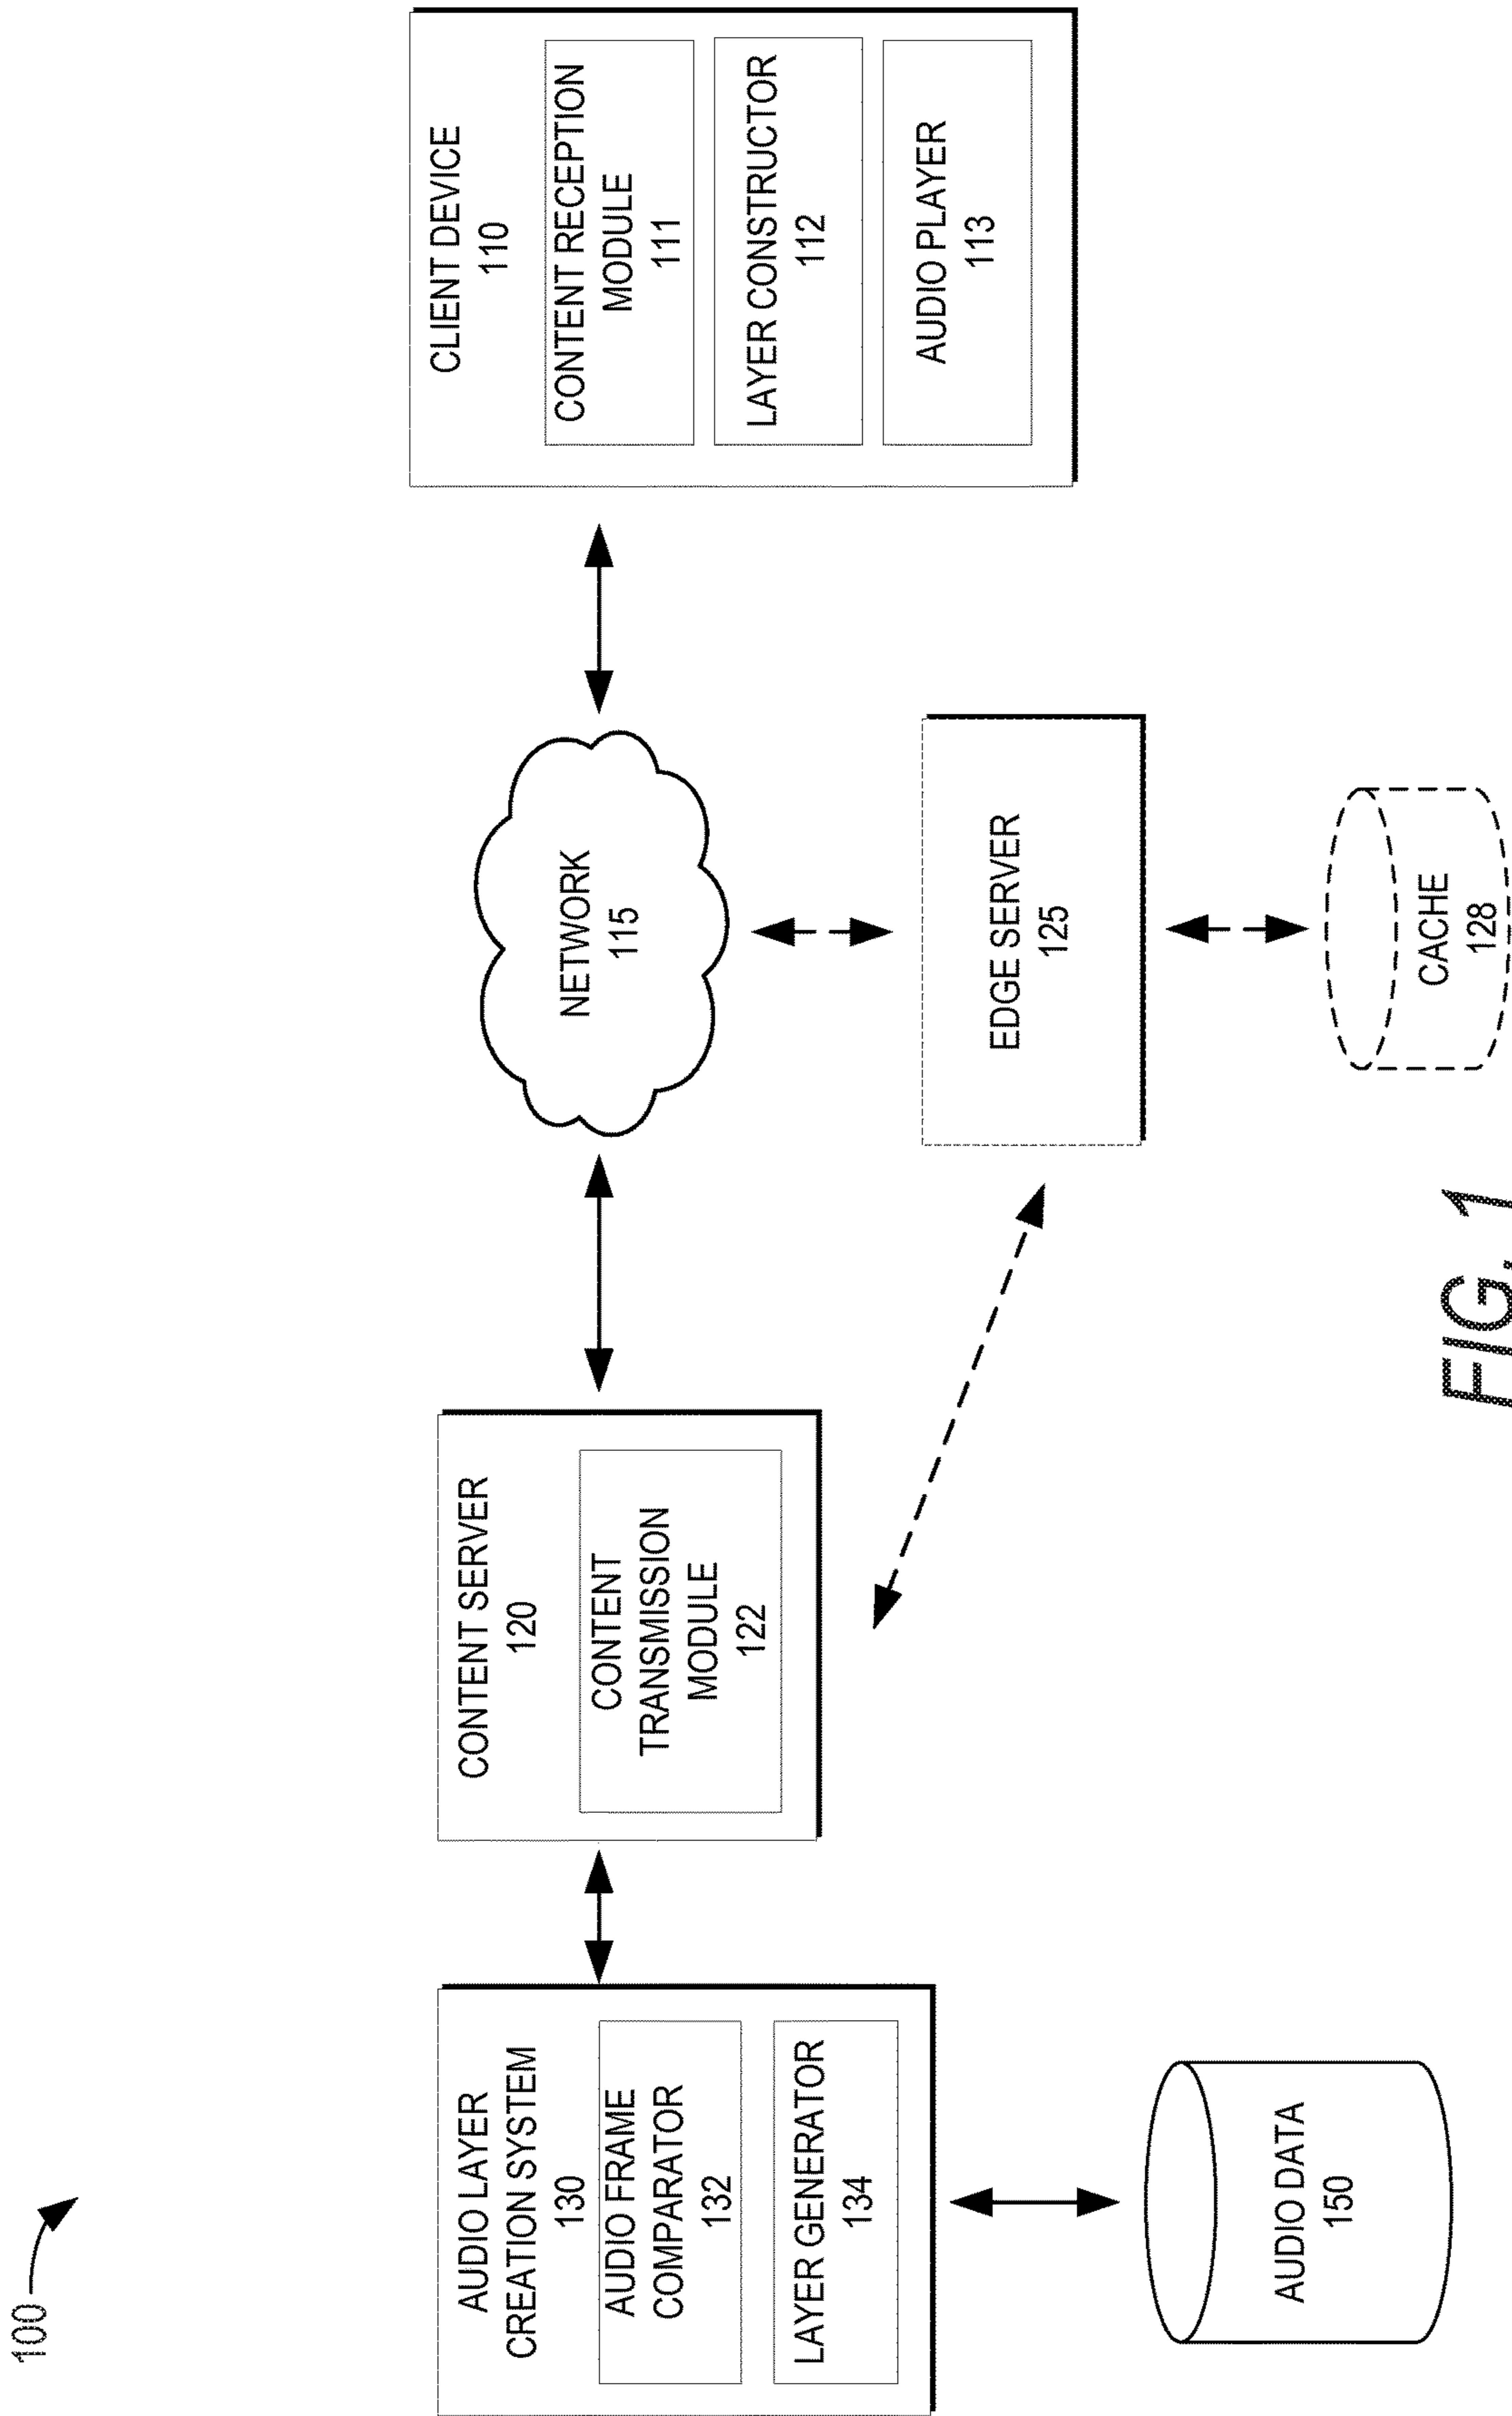 100
AUDIO LAYER
CREATION SYSTEM
130
AUDIO FRAME
COMPARATOR
132
LAYER GENERATOR
134
AUDIO DATA
150
CONTENT SERVER
120
CONTENT
TRANSMISSION
MODULE
122
NETWORK
115
EDGE SERVER
125
CACHE
128
CLIENT DEVICE
110
CONTENT RECEPTION
MODULE
111
LAYER CONSTRUCTOR
112
AUDIO PLAYER
113
FIG. 1